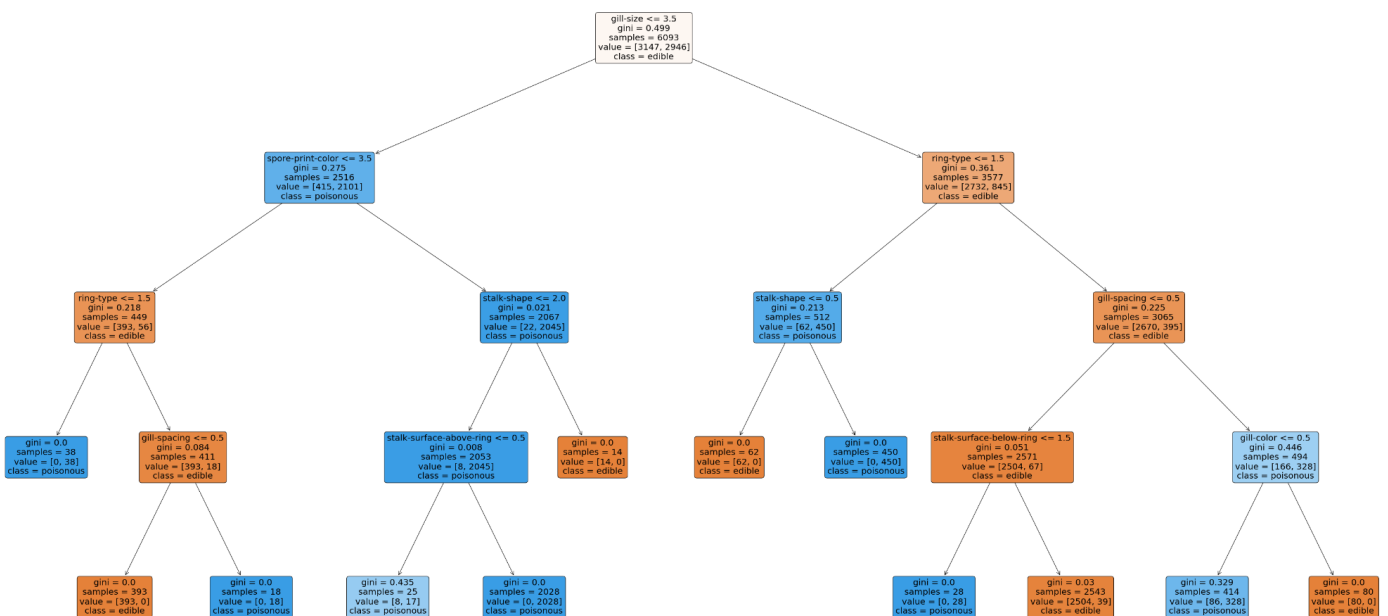 gill-size <= 3.5
gini = 0.499
samples = 6093
value = [3147, 2946]
class = edible
spore-print-color <= 3.5
gini = 0.275
samples = 2516
value = [415, 2101]
class = poisonous
ring-type <= 1.5
gini = 0.361
samples = 3577
value = [2732, 845]
class = edible
ring-type <= 1.5
gini = 0.218
samples = 449
value = [393, 56]
class = edible
stalk-shape <= 2.0
gini = 0.021
samples = 2067
value = [22, 2045]
class = poisonous
stalk-shape <= 0.5
gini = 0.213
samples = 512
value = [62, 450]
class = poisonous
gill-spacing <= 0.5
gini = 0.225
samples = 3065
value = [2670, 395]
class = edible
gini = 0.0
samples = 38
value = [0, 38]
class = poisonous
gill-spacing <= 0.5
gini = 0.084
samples = 411
value = [393, 18]
class = edible
stalk-surface-above-ring <= 0.5
gini = 0.008
samples = 2053
value = [8, 2045]
class = poisonous
gini = 0.0
samples = 14
value = [14, 0]
class = edible
gini = 0.0
samples = 62
value = [62, 0]
class = edible
gini = 0.0
samples = 450
value = [0, 450]
class = poisonous
stalk-surface-below-ring <= 1.5
gini = 0.051
samples = 2571
value = [2504, 67]
class = edible
gill-color <= 0.5
gini = 0.446
samples = 494
value = [166, 328]
class = poisonous
gini = 0.0
samples = 393
value = [393, 0]
class = edible
gini = 0.0
samples = 18
value = [0, 18]
class = poisonous
gini = 0.435
samples = 25
value = [8, 17]
class = poisonous
gini = 0.0
samples = 2028
value = [0, 2028]
class = poisonous
gini = 0.0
samples = 28
value = [0, 28]
class = poisonous
gini = 0.03
samples = 2543
value = [2504, 39]
class = edible
gini = 0.329
samples = 414
value = [86, 328]
class = poisonous
gini = 0.0
samples = 80
value = [80, 0]
class = edible